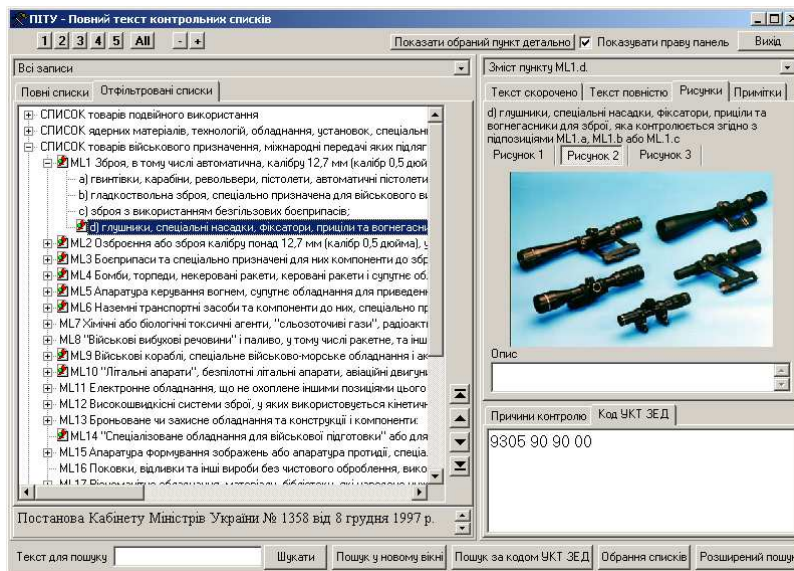 ПІТУ - Повний текст контрольних списків
1 2 3 4 5 All - +
Показати обраний пункт детально
Показувати праву панель
Вихід
Всі записи
Повні списки Отфільтровані списки
СПИСОК товарів подвійного використання
СПИСОК ядерних матеріалів, технологій, обладнання, установок, спеціальн
СПИСОК товарів військового призначення, міжнародні передачі яких підляг
ML1 Зброя, в тому числі автоматична, калібру 12,7 мм (калібр 0,5 дюй
a) гвинтівки, карабіни, револьвери, пістолети, автоматичні пістолети
b) гладкоствольна зброя, спеціально призначена для військового ви
c) зброя з використанням безгільзових боєприпасів;
d) глушники, спеціальні насадки, фіксатори, приціли та вогнегасни
ML2 Озброєння або зброя калібру понад 12,7 мм (калібр 0,5 дюйма), у
ML3 Боєприпаси та спеціально призначені для них компоненти до збр
ML4 Бомби, торпеди, некеровані ракети, керовані ракети і супутнє об.
ML5 Апаратура керування вогнем, супутнє обладнання для приведен
ML6 Наземні транспортні засоби та компоненти до них, спеціально пр
ML7 Хімічні або біологічні токсичні агенти, "сльозоточиві гази", радіоакт
ML8 "Військові вибухові речовини" і паливо, у тому числі ракетне, та інш
ML9 Військові кораблі, спеціальне військово-морське обладнання і ак
ML10 "Літальні апарати", безпілотні літальні апарати, авіаційні двигун
ML11 Електронне обладнання, що не охоплене іншими позиціями цього
ML12 Високошвидкісні системи зброї, у яких використовується кінетич
ML13 Броньоване чи захисне обладнання та конструкції і компоненти:
ML14 "Спеціалізоване обладнання для військової підготовки" або для
ML15 Апаратура формування зображень або апаратура протидії, спеціа.
ML16 Поковки, відливки та інші вироби без чистового оброблення, вико
ML17 Різноманітне обладнання, матеріали, бібліотеки, які наведено
Постанова Кабінету Міністрів України № 1358 від 8 грудня 1997 р.
Зміст пункту ML1.d.
Текст скорочено Текст повністю Рисунки Примітки
d) глушники, спеціальні насадки, фіксатори, приціли та
вогнегасники для зброї, яка контролюється згідно з
підпозиціями ML1.a, ML1.b або ML.1.c
Рисунок 1 Рисунок 2 Рисунок 3
Опис
Причини контролю Код УКТ ЗЕД
9305 90 90 00
Текст для пошуку Шукати Пошук у новому вікні Пошук за кодом УКТ ЗЕД Обрання списків Розширений пошук